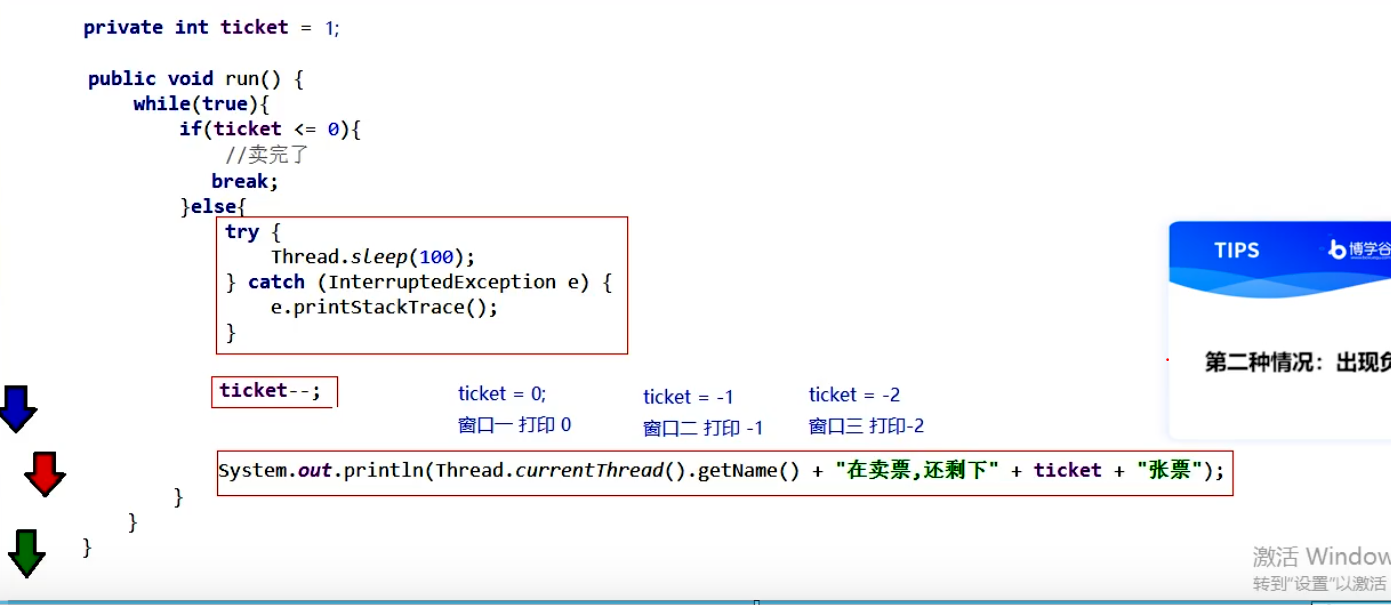 private int ticket = 1;
public void run() {
while(true){
if(ticket <= 0){
//卖完了
break;
}else{
try {
Thread.sleep(100);
} catch (InterruptedException e) {
e.printStackTrace();
}
ticket--;
ticket = 0;
窗口一 打印 0
ticket = -1
窗口二 打印 -1
ticket = -2
窗口三 打印-2
System.out.println(Thread.currentThread().getName() + "在卖票,还剩下" + ticket + "张票");
}
}
}
TIPS
博学谷
第二种情况：出现负
激活 Window
转到"设置"以激活